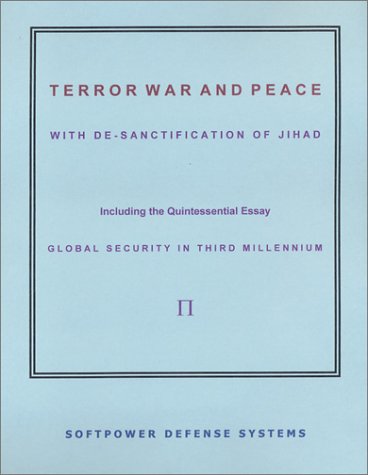 TERROR WAR AND PEACE
WITH DE-SANCTIFICATION OF JIHAD
Including the Quintessential Essay
GLOBAL SECURITY IN THIRD MILLENNIUM
Π
SOFTPOWER DEFENSE SYSTEMS